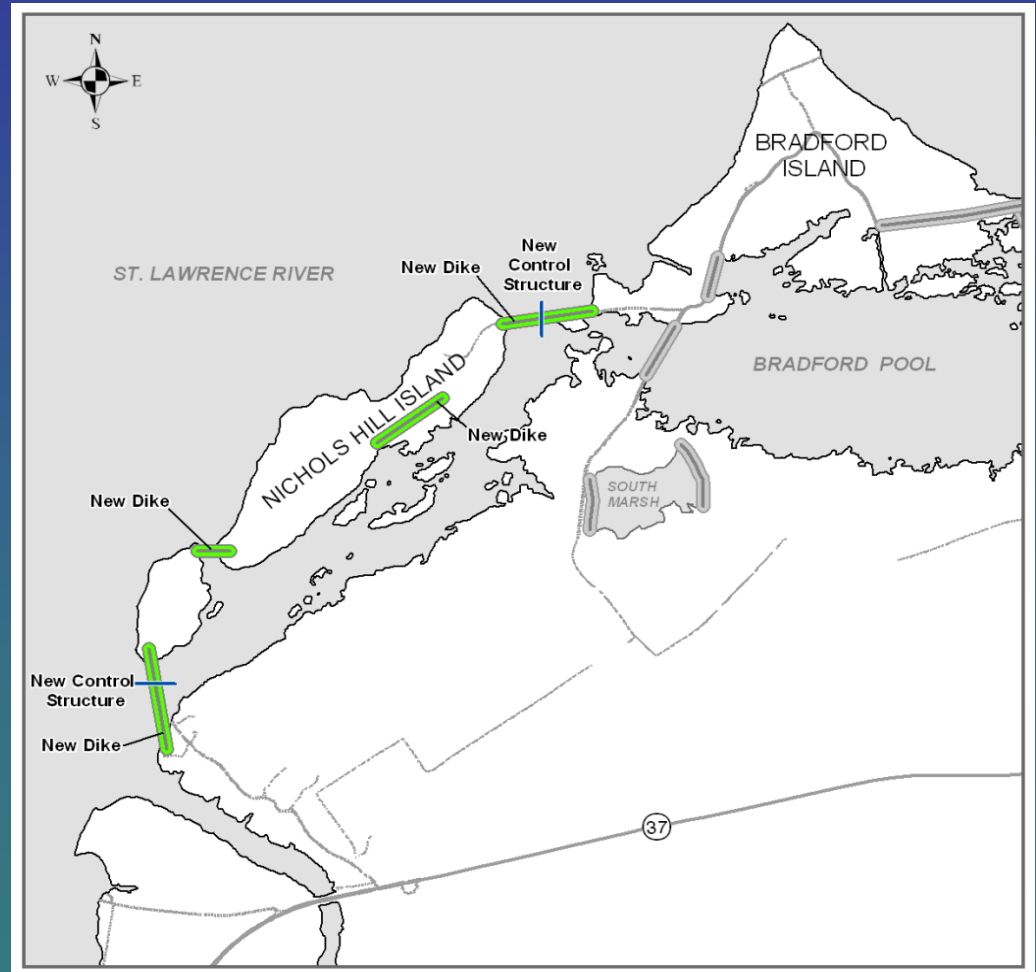 N
W E
S
BRADFORD
ISLAND
ST. LAWRENCE RIVER
New Dike
New
Control
Structure
BRADFORD POOL
NICHOLS HILL ISLAND
New Dike
SOUTH
MARSH
New Dike
New Control
Structure
New Dike
37